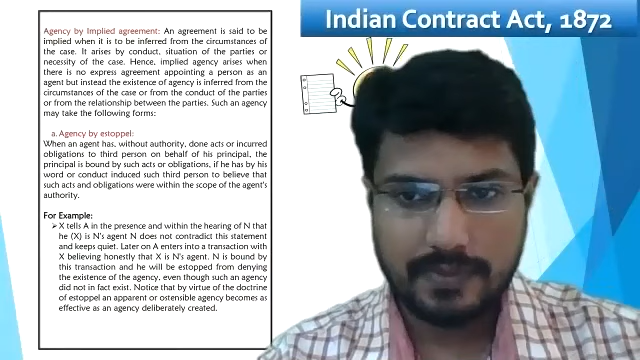 Indian Contract Act, 1872
Agency by Implied agreement: An agreement is said to be
implied when it is to be inferred from the circumstances of
the case. It arises by conduct, situation of the parties or
necessity of the case. Hence, implied agency arises when
there is no express agreement appointing a person as an
agent but instead the existence of agency is inferred from the
circumstances of the case or from the conduct of the parties
or from the relationship between the parties. Such an agency
may take the following forms:
a. Agency by estoppel:
When an agent has, without authority, done acts or incurred
obligations to third person on behalf of his principal, the
principal is bound by such acts or obligations, if he has by his
word or conduct induced such third person to believe that
such acts and obligations were within the scope of the agent's
authority.
For Example:
➢ X tells A in the presence and within the hearing of N that
he (X) is N's agent N does not contradict this statement
and keeps quiet. Later on A enters into a transaction with
X believing honestly that X is N's agent. N is bound by
this transaction and he will be estopped from denying
the existence of the agency, even though such an agency
did not in fact exist. Notice that by virtue of the doctrine
of estoppel an apparent or ostensible agency becomes as
effective as an agency deliberately created.